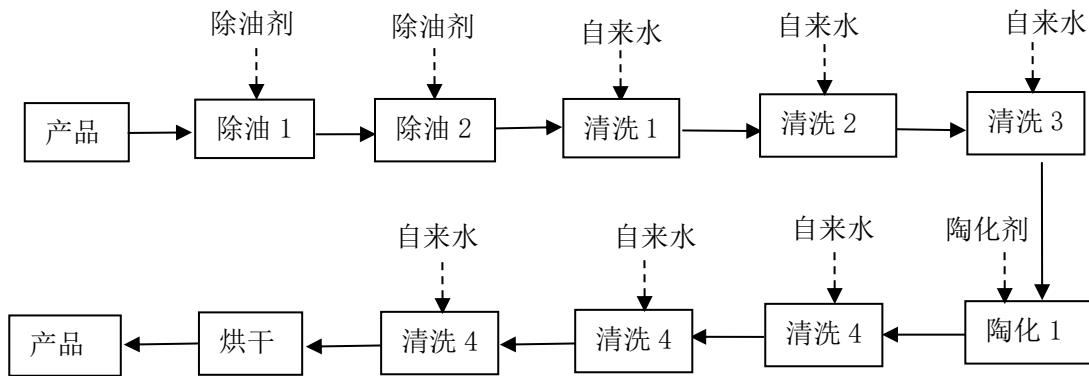 除油剂
除油剂
自来水
自来水
自来水
产品
除油 1
除油 2
清洗 1
清洗 2
清洗 3
自来水
自来水
自来水
陶化剂
产品
烘干
清洗 4
清洗 4
清洗 4
陶化 1